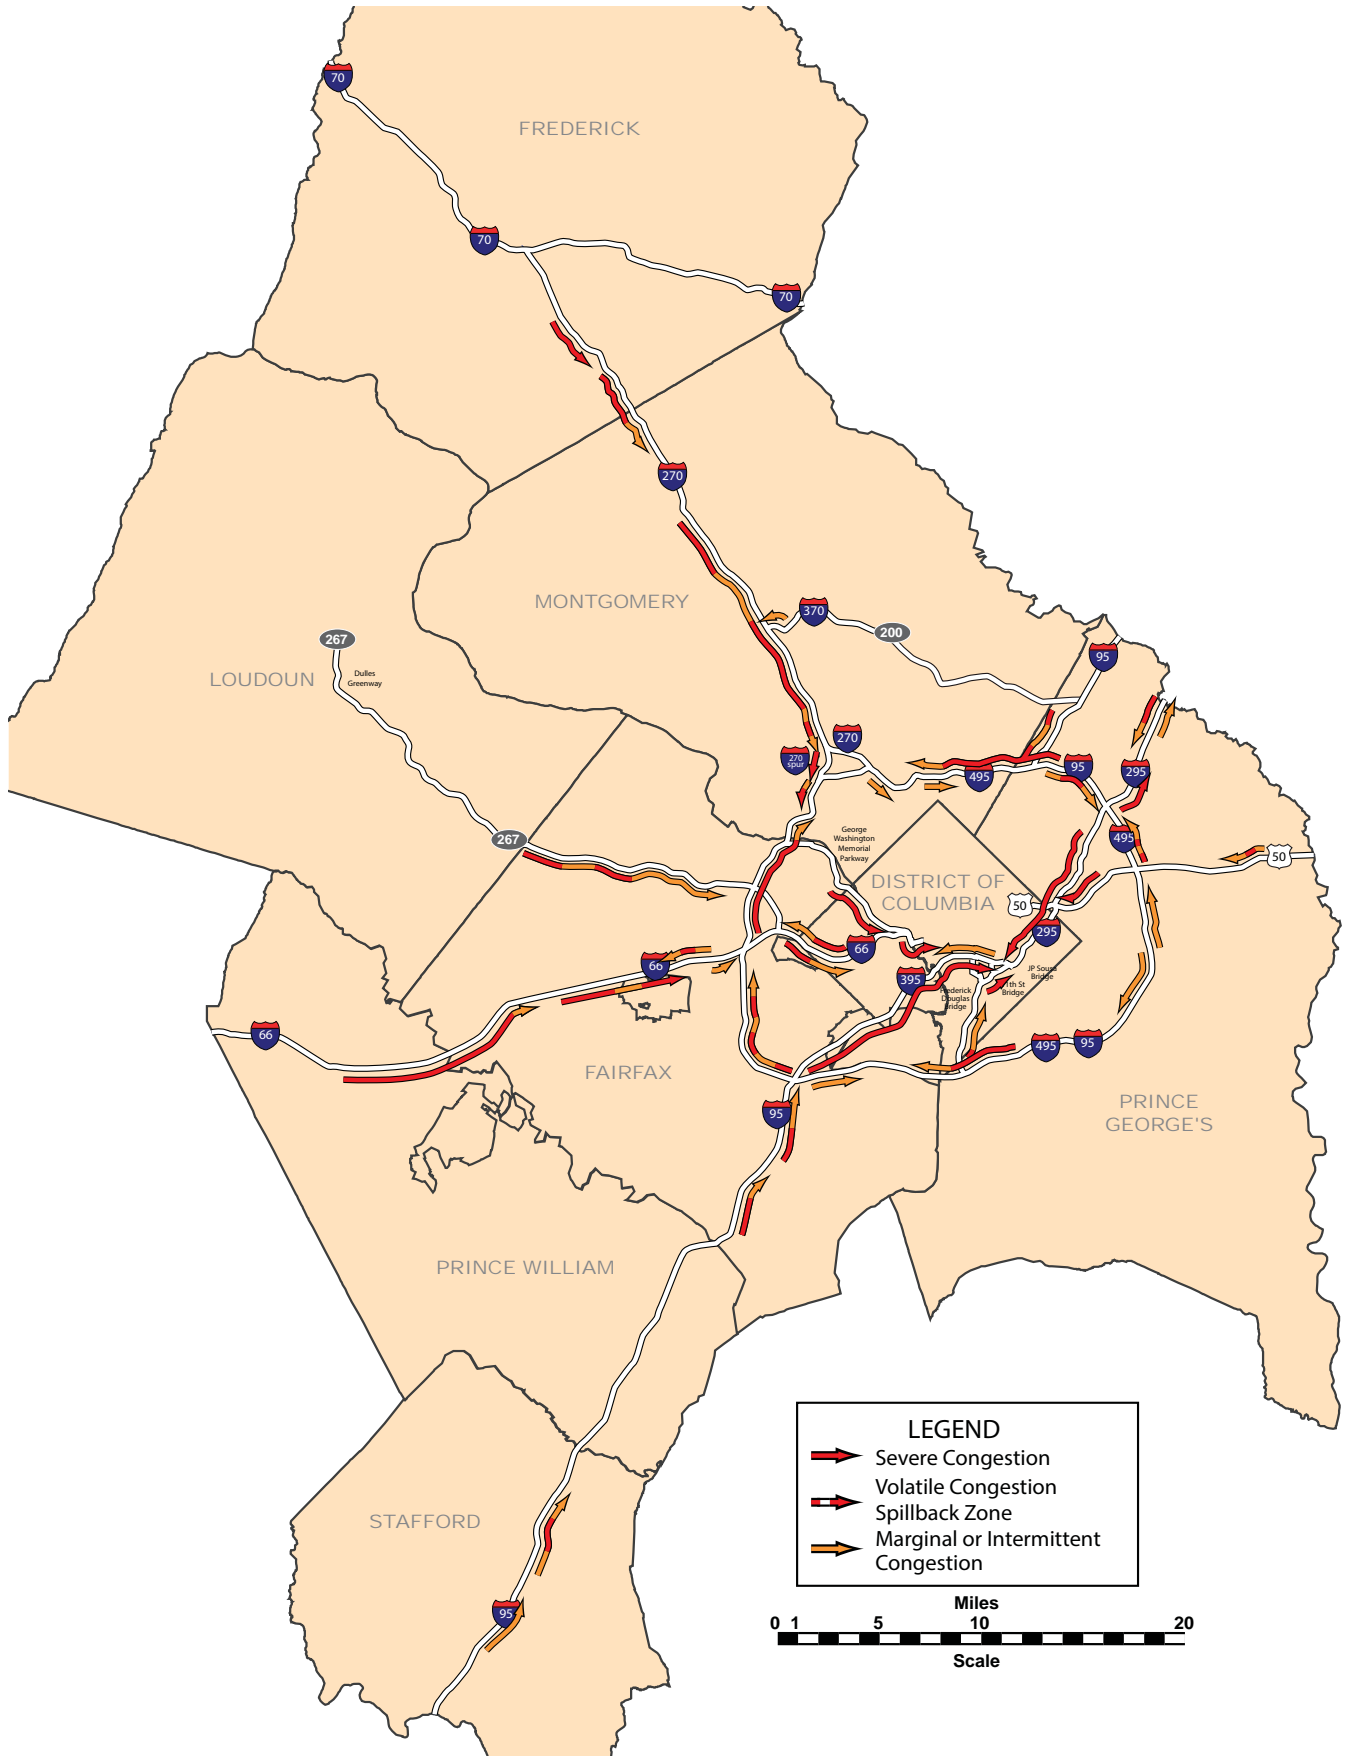 70
FREDERICK
70
70
270
MONTGOMERY
370
200
267
95
LOUDOUN
Dulles
Greenway
270
270
spur
95
495
295
267
George
Washington
Memorial
Parkway
495
50
DISTRICT OF
COLUMBIA
50
295
66
66
395
JP Sousa
Bridge
11th St
Bridge
Frederick
Douglas
Bridge
66
495
95
FAIRFAX
95
PRINCE
GEORGE'S
PRINCE WILLIAM
LEGEND
Severe Congestion
Volatile Congestion
Spillback Zone
Marginal or Intermittent
Congestion
STAFFORD
95
Miles
0 1 5 10 20
Scale